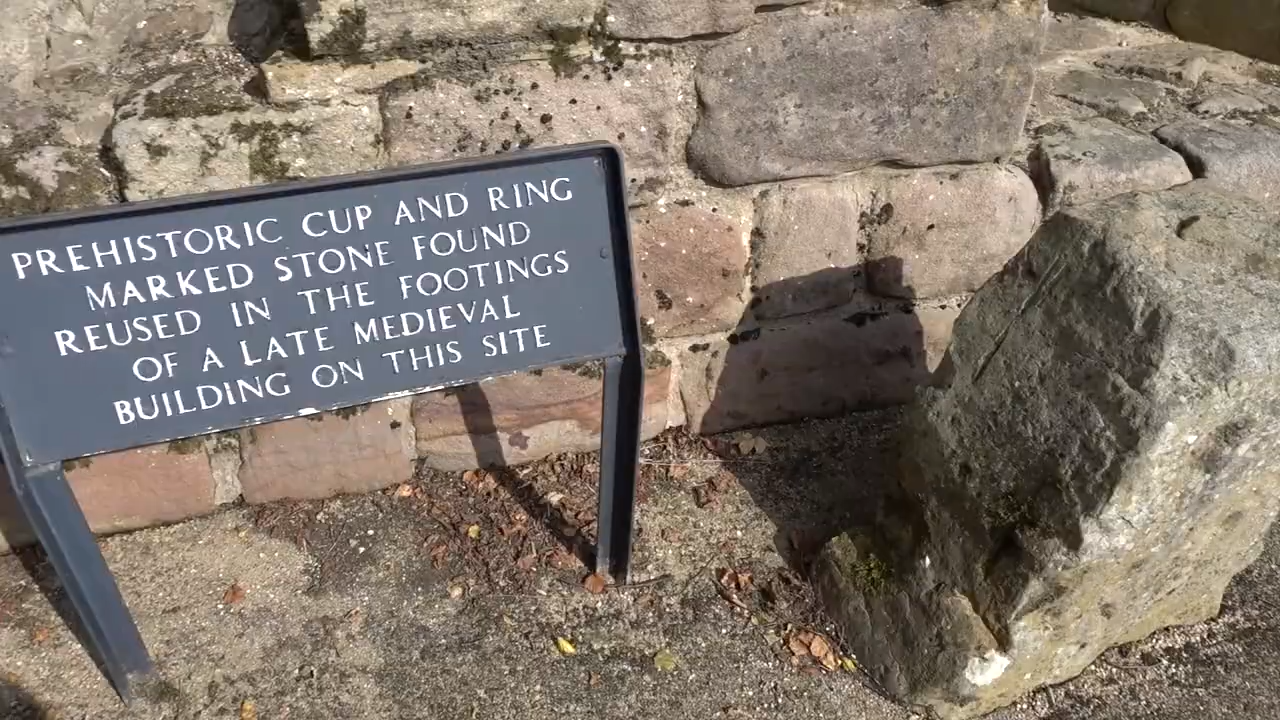 PREHISTORIC CUP AND RING
MARKED STONE FOUND
REUSED IN THE FOOTINGS
OF A LATE MEDIEVAL
BUILDING ON THIS SITE